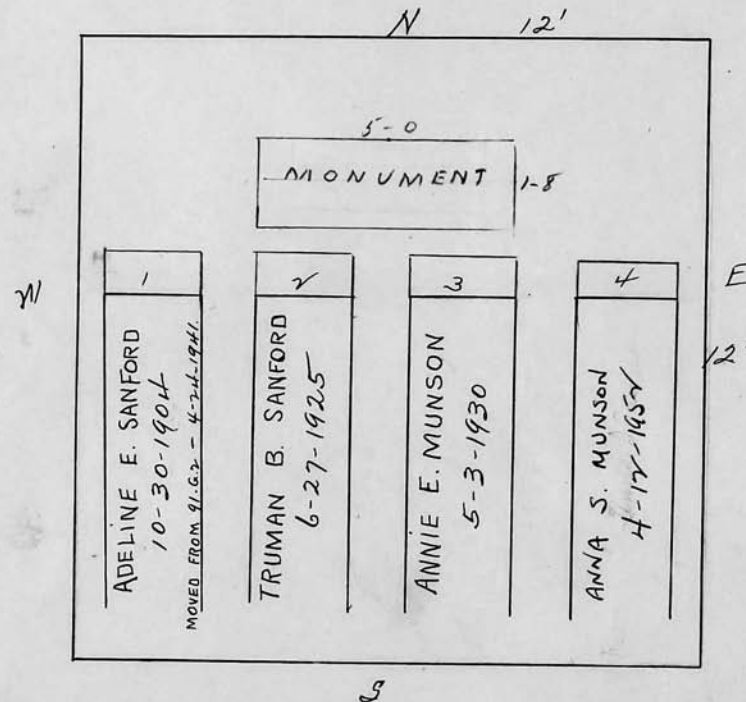 N 12'
5-0
MONUMENT 1-8
W
E
12'
1
ADELINE E. SANFORD
10-30-1904
MOVED FROM 91.G.2 - 4-24-1941.
2
TRUMAN B. SANFORD
6-27-1925
3
ANNIE E. MUNSON
5-3-1930
4
ANNA S. MUNSON
4-12-1952
S